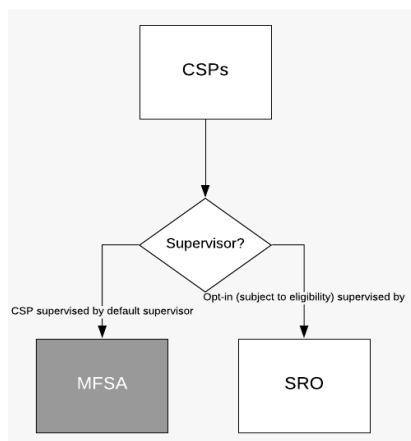 CSPs
Supervisor?
Opt-in (subject to eligibility) supervised by
CSP supervised by default supervisor
MFSA
SRO